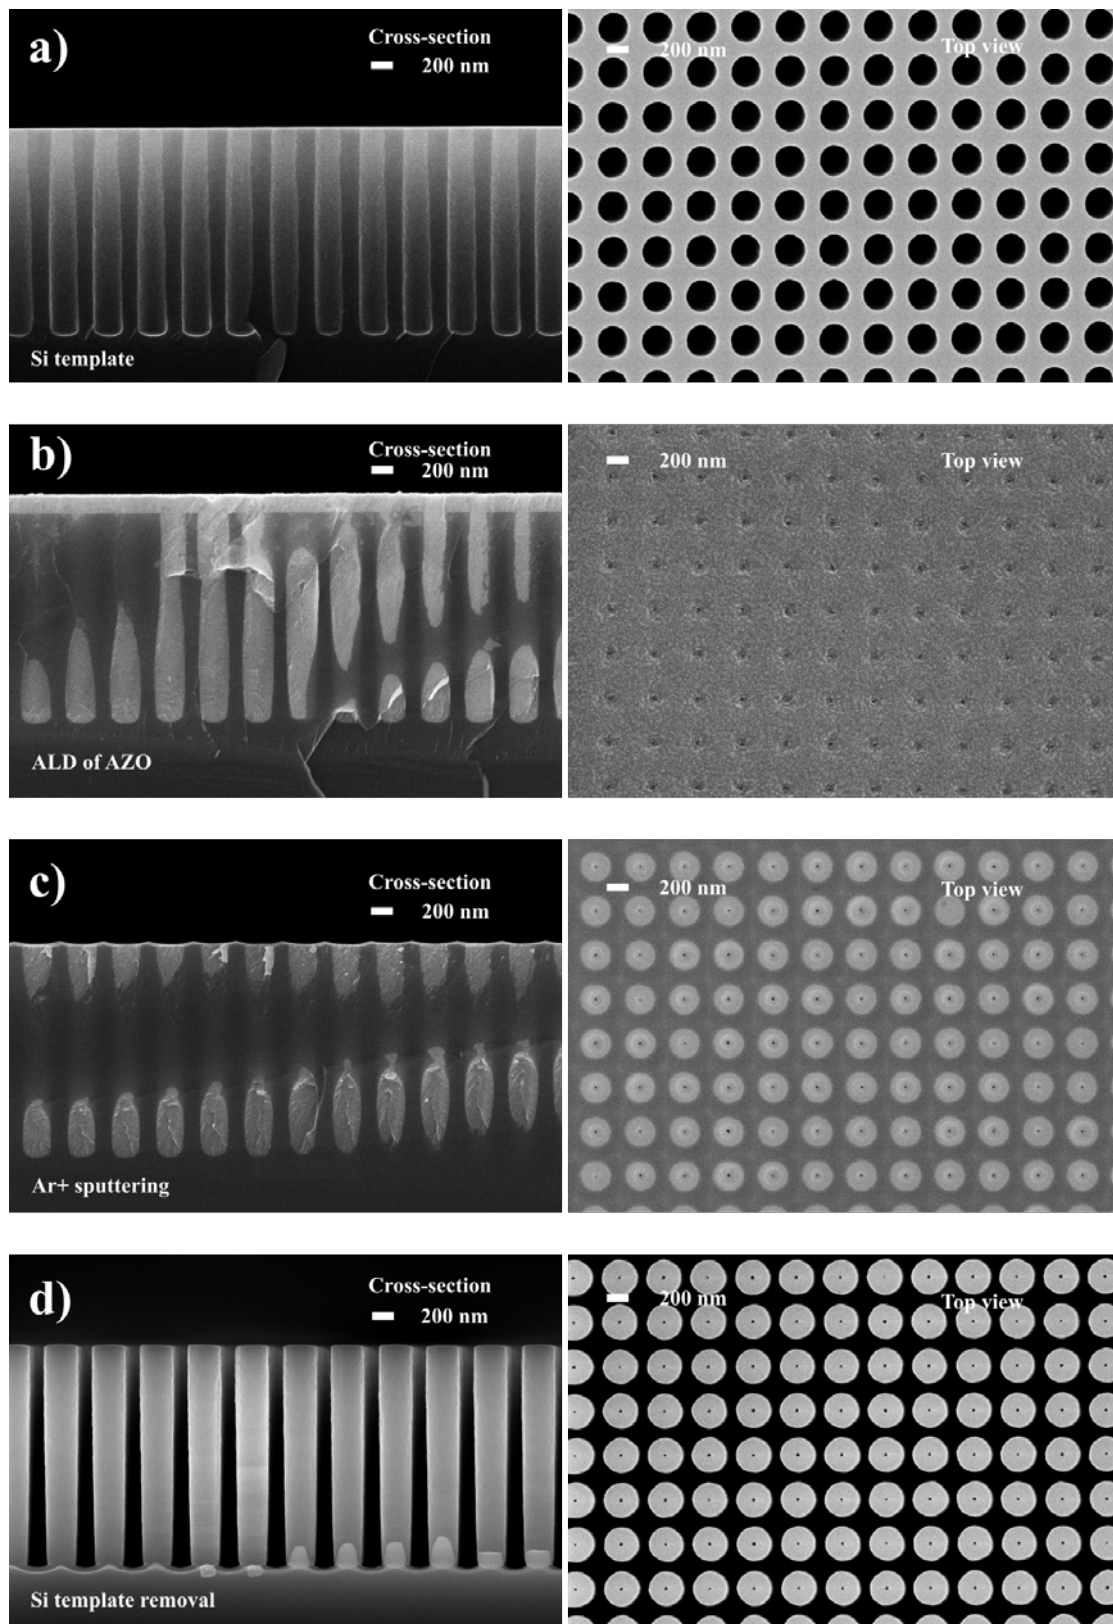 a)
Cross-section
200 nm
Si template
200 nm
Top view
b)
Cross-section
200 nm
ALD of AZO
200 nm
Top view
c)
Cross-section
200 nm
Ar+ sputtering
200 nm
Top view
d)
Cross-section
200 nm
Si template removal
200 nm
Top view